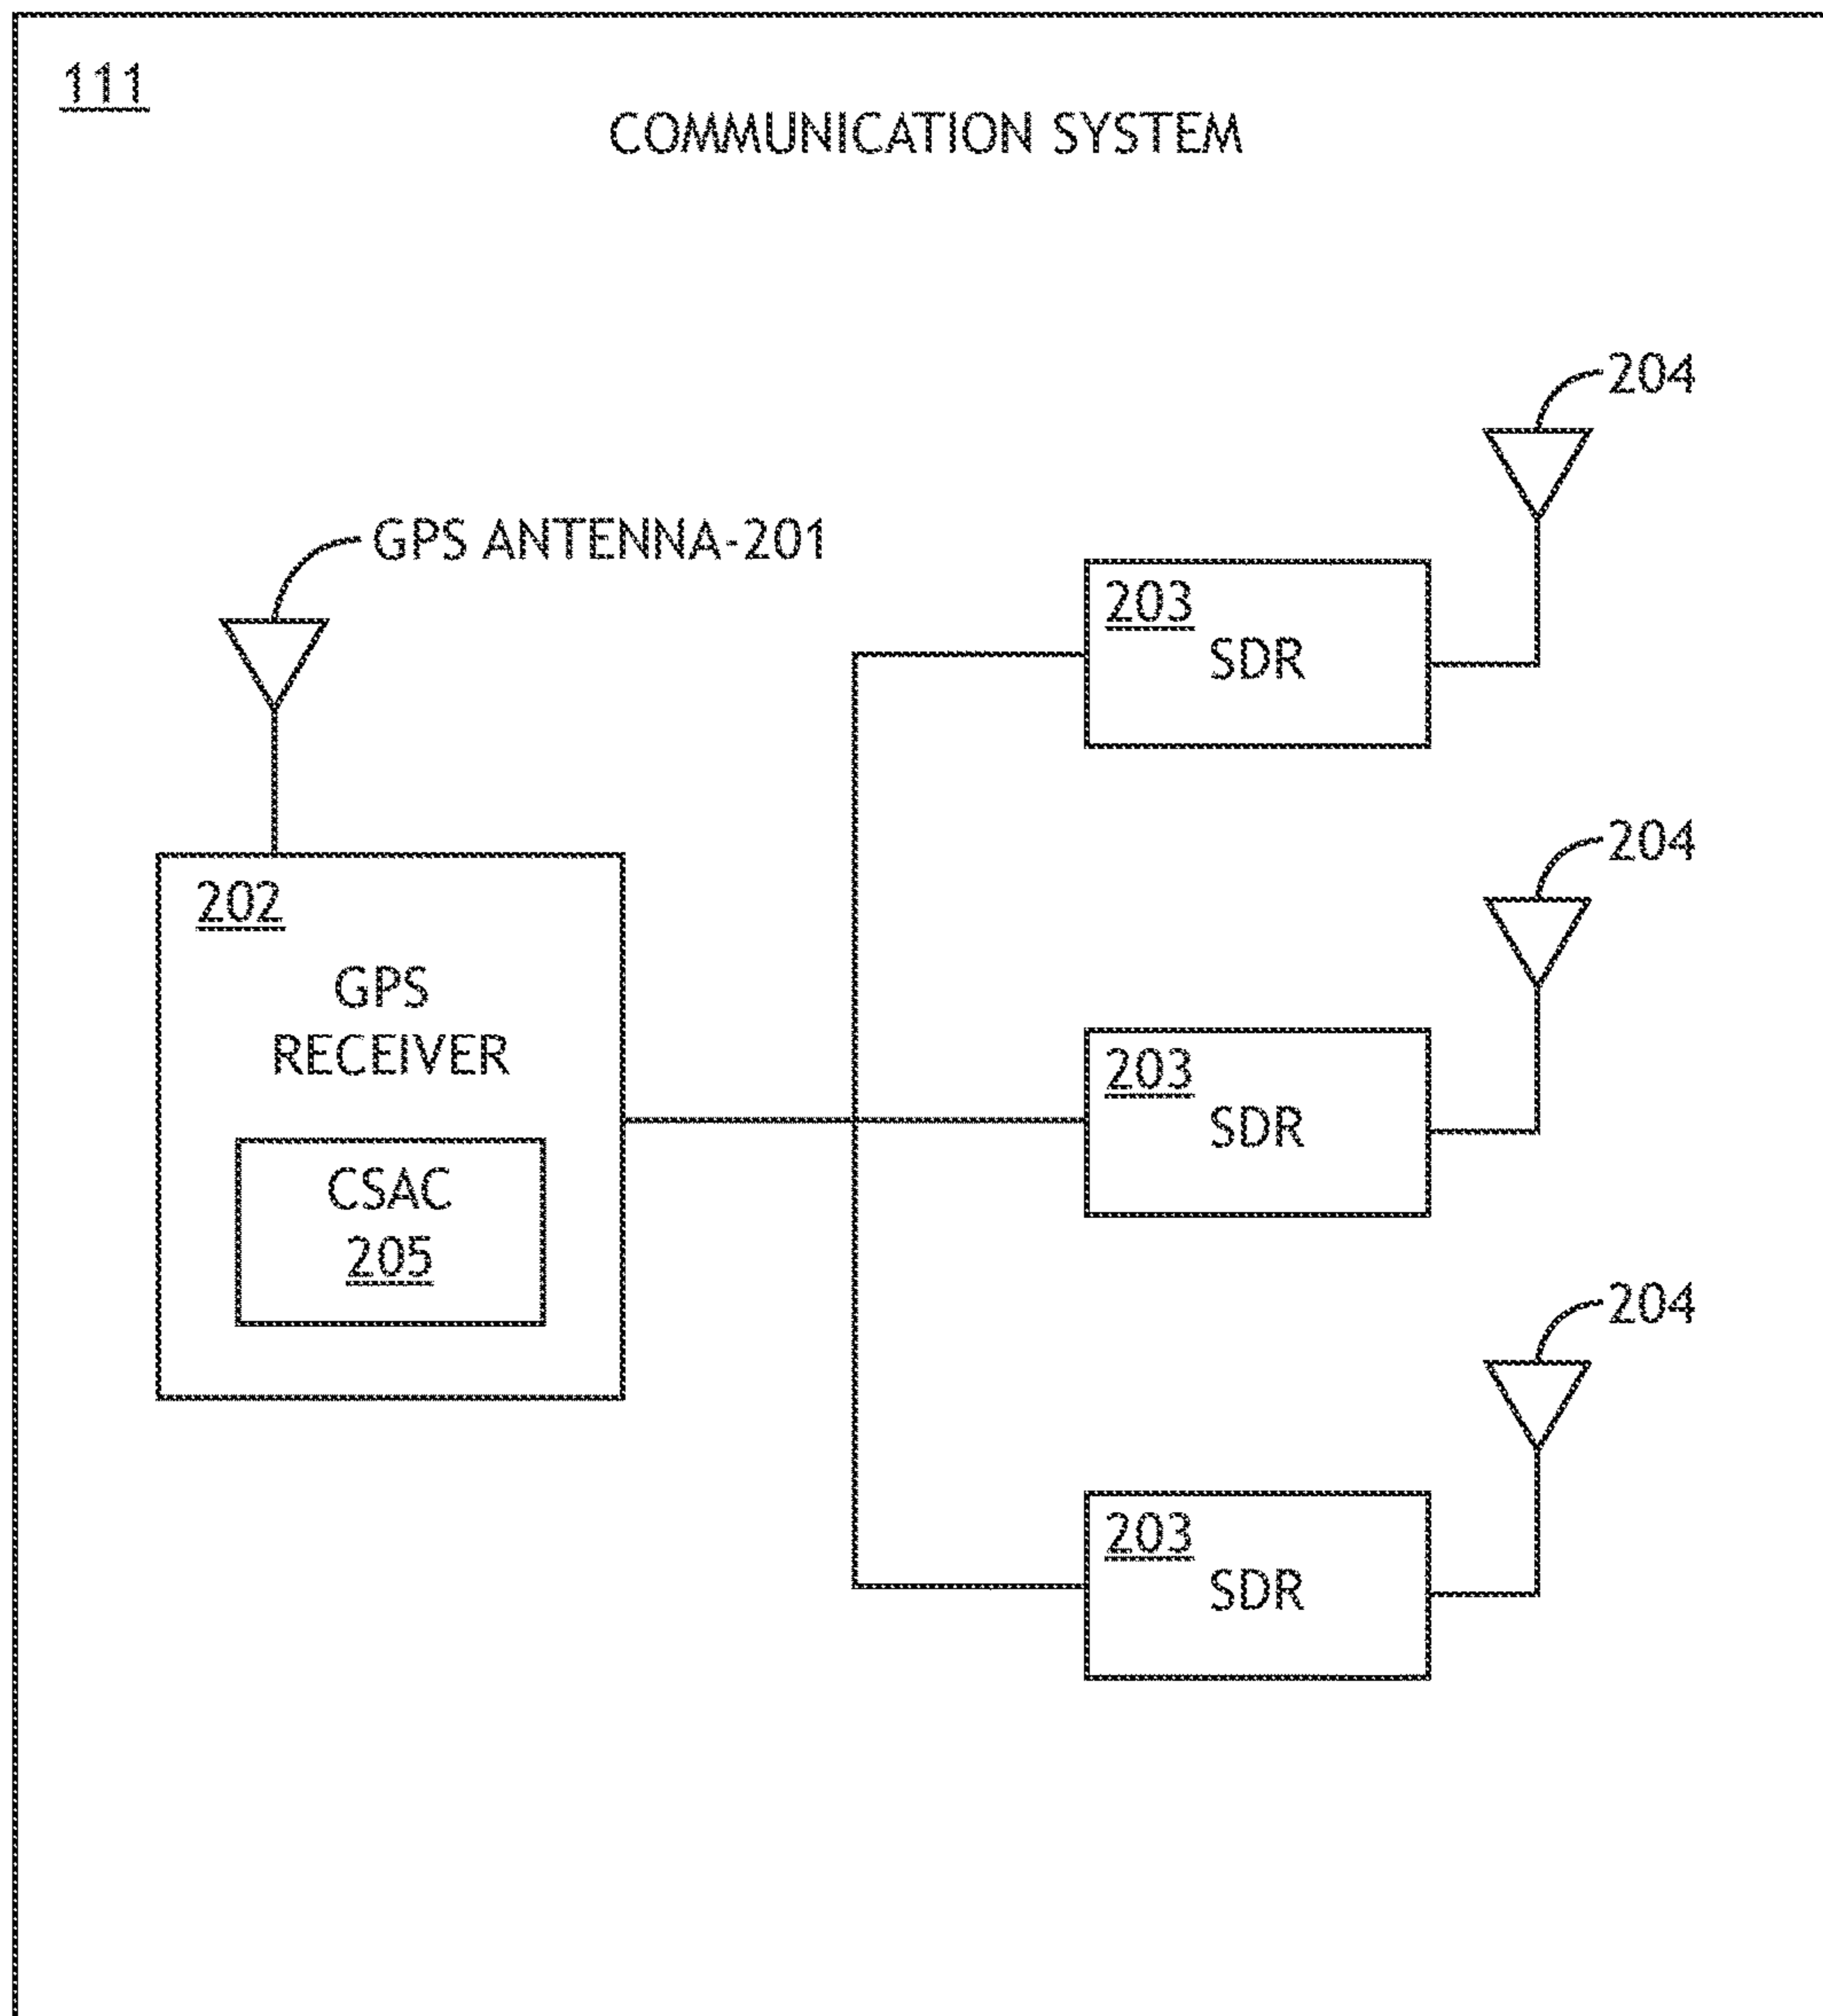 111
COMMUNICATION SYSTEM
204
GPS ANTENNA-201
203
SDR
204
202
GPS
RECEIVER
203
SDR
CSAC
205
204
203
SDR